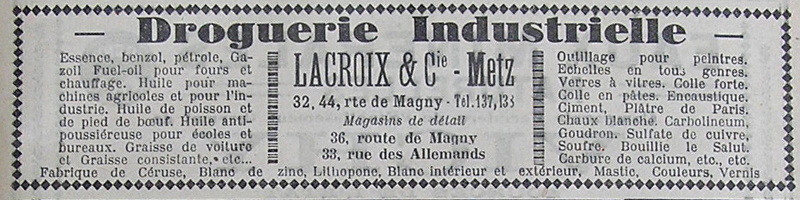 — Droguerie Industrielle —
Essence, benzol, pétrole, Ga-
zoil Fuel-oil pour fours et
chauffage. Huile pour ma-
chines agricoles et pour l'in-
dustrie. Huile de poisson et
de pied de bœuf. Huile anti-
poussiéreuse pour écoles et
bureaux. Graisse de voiture
et Graisse consistante, etc...
LACROIX & Cie - Metz
32, 44, rte de Magny - Tél. 137,138
Magasins de détail
36, route de Magny
33, rue des Allemands
Outillage pour peintres.
Echelles en tous genres.
Verres à vitres. Colle forte.
Colle en pâtes. Encaustique.
Ciment, Plâtre de Paris.
Chaux blanche. Carbolineum,
Goudron. Sulfate de cuivre,
Soufre. Bouillie le Salut.
Carbure de calcium, etc., etc.
Fabrique de Céruse, Blanc de zinc, Lithopone, Blanc intérieur et extérieur, Mastic, Couleurs, Vernis